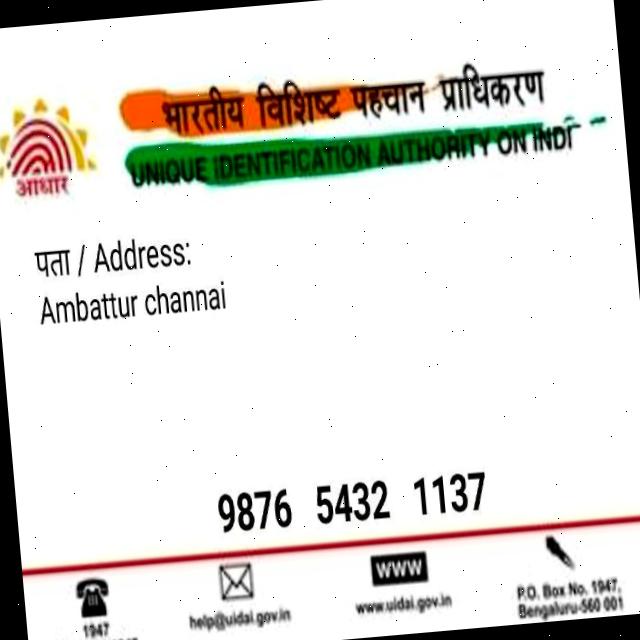 भारतीय विशिष्ट पहचान प्राधिकरण
UNIQUE IDENTIFICATION AUTHORITY ON INDI
आधार
पता / Address:
Ambattur channai
9876 5432 1137
1947
help@uidai.gov.in
WWW
www.uidai.gov.in
P.O. Box No. 1947,
Bengaluru-560 001